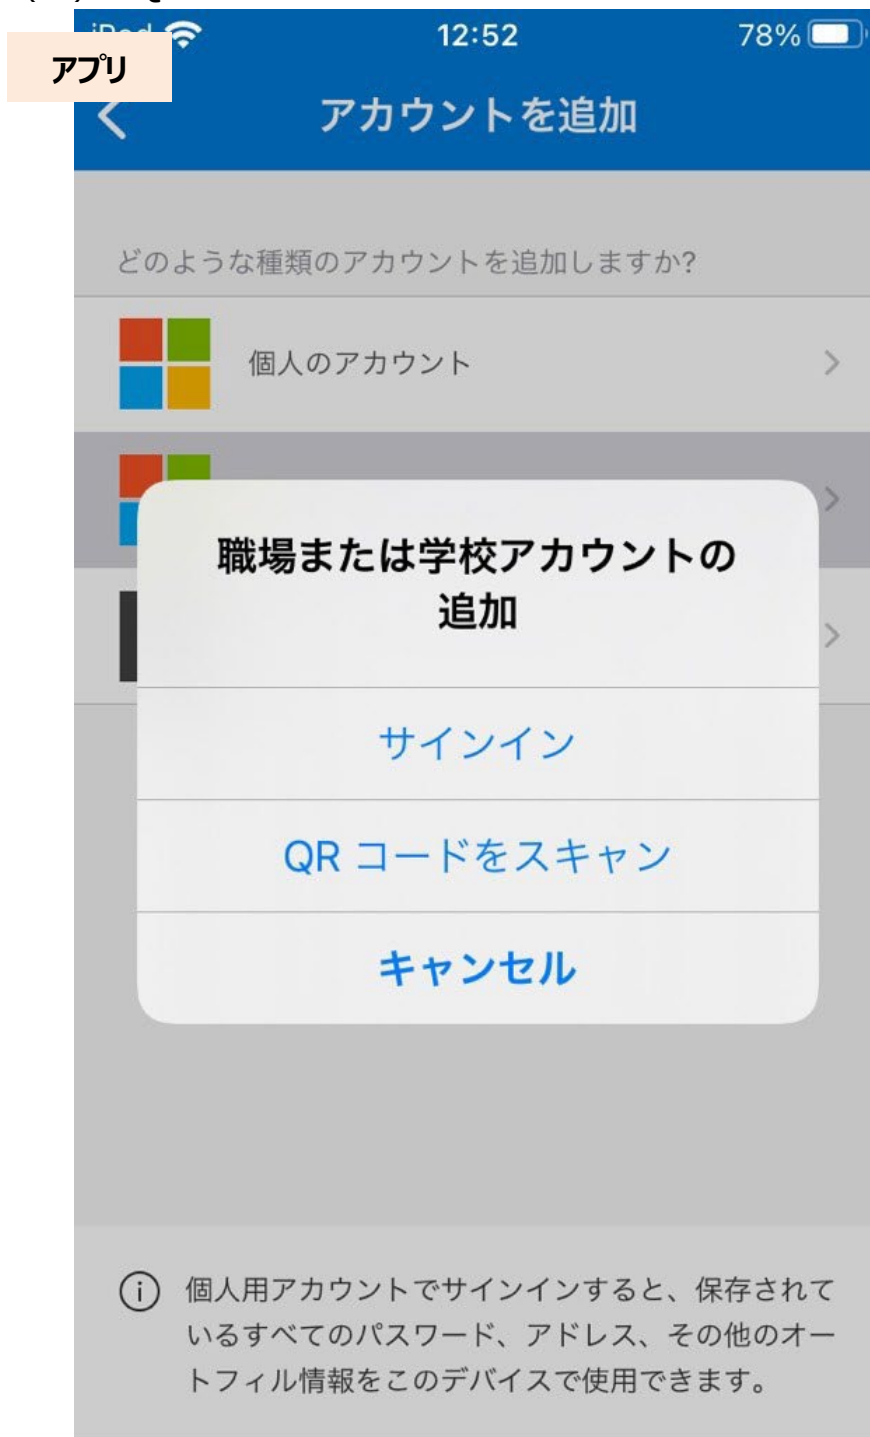 12:52
78%
アプリ
アカウントを追加
どのような種類のアカウントを追加しますか?
個人のアカウント
職場または学校アカウントの
追加
サインイン
QR コードをスキャン
キャンセル
個人用アカウントでサインインすると、保存されて
いるすべてのパスワード、アドレス、その他のオー
トフィル情報をこのデバイスで使用できます。